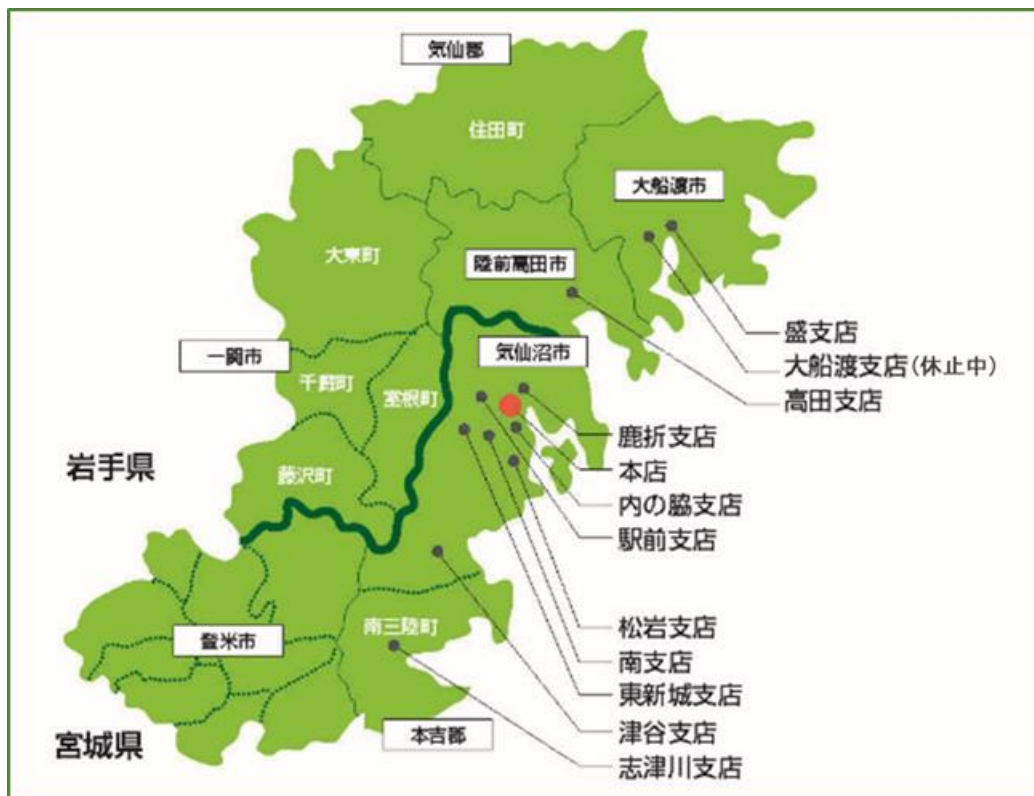 気仙郡
住田町
大船渡市
大東町
陸前高田市
盛支店
気仙沼市
一関市
大船渡支店(休止中)
千厩町
室根町
高田支店
鹿折支店
岩手県
本店
藤沢町
内の脇支店
駅前支店
松岩支店
登米市
南三陸町
南支店
東新城支店
宮城県
本吉郡
津谷支店
志津川支店